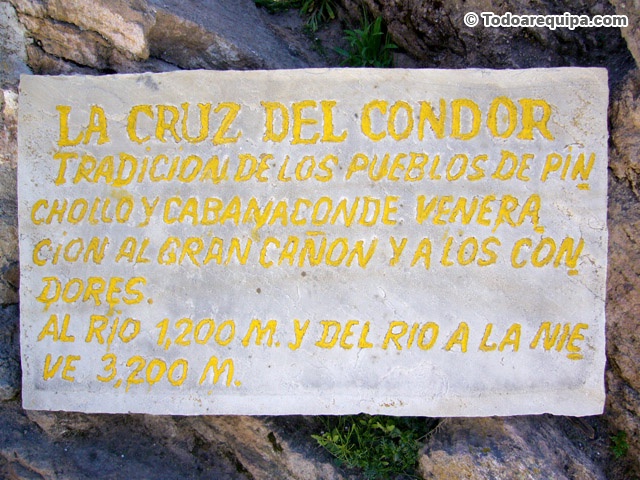 © Todoarequipa.com
LA CRUZ DEL CONDOR
TRADICION DE LOS PUEBLOS DE PIN
CHOLLO Y CABANACONDE VENERA
CION AL GRAN CAÑON Y A LOS CON
DORES.
AL RIO 1,200 M. Y DEL RIO A LA NIE
VE 3,200 M.